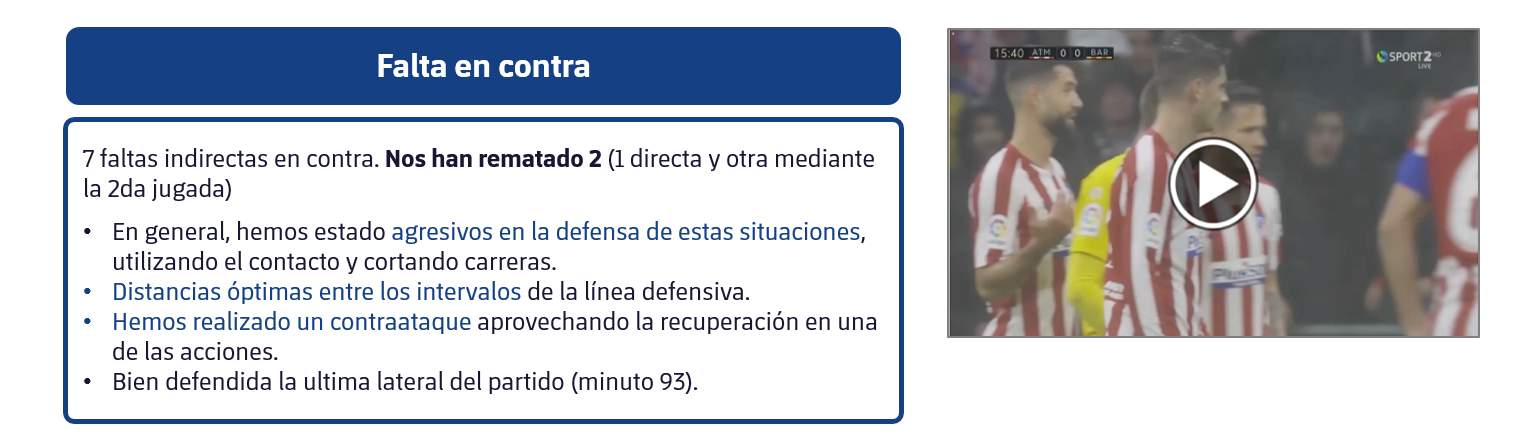 Falta en contra
7 faltas indirectas en contra. Nos han rematado 2 (1 directa y otra mediante
la 2da jugada)
• En general, hemos estado agresivos en la defensa de estas situaciones,
utilizando el contacto y cortando carreras.
• Distancias óptimas entre los intervalos de la línea defensiva.
• Hemos realizado un contraataque aprovechando la recuperación en una
de las acciones.
• Bien defendida la ultima lateral del partido (minuto 93).
15:40 ATM 0 0 BAR
SPORT2 HD
LIVE